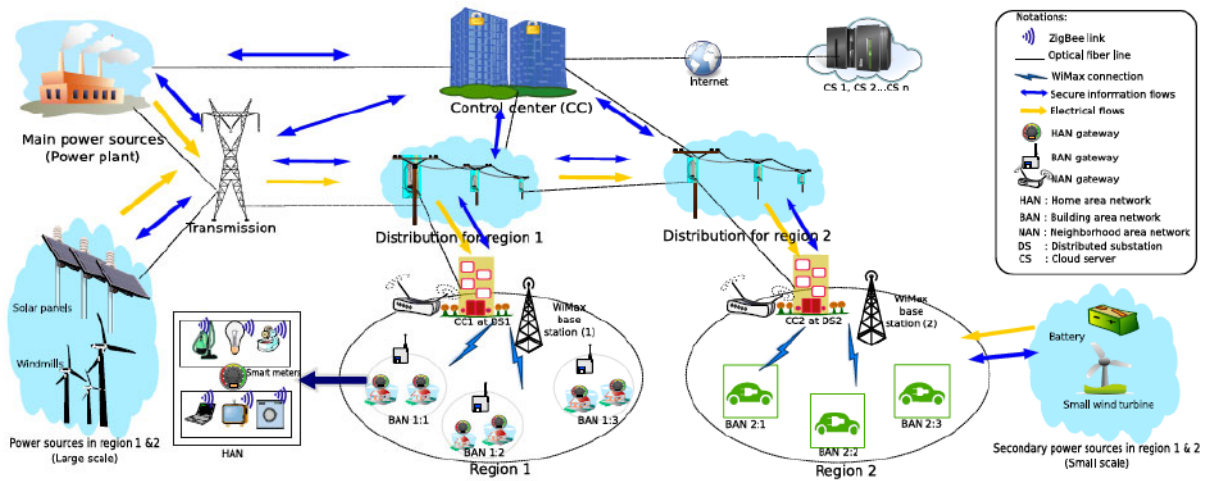 Notations:
ZigBee link
Optical fiber line
WiMax connection
Secure information flows
Electrical flows
HAN gateway
BAN gateway
NAN gateway
HAN : Home area network
BAN : Building area network
NAN : Neighborhood area network
DS : Distributed substation
CS : Cloud server
Main power sources
(Power plant)
Control center (CC)
Internet
CS 1, CS 2...CS n
Transmission
Distribution for region 1
Distribution for region 2
Solar panels
Windmills
Power sources in region 1 &2
(Large scale)
Smart meters
HAN
CC1 at DS1
WiMax
base
station (1)
BAN 1:1
BAN 1:2
BAN 1:3
Region 1
CC2 at DS2
WiMax
base
station (2)
BAN 2:1
BAN 2:2
BAN 2:3
Region 2
Battery
Small wind turbine
Secondary power sources in region 1 & 2
(Small scale)